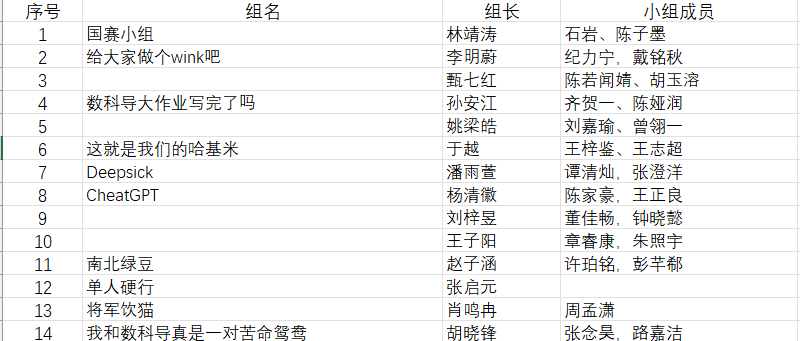 序号 组名 组长 小组成员
1 国赛小组 林靖涛 石岩、陈子墨
2 给大家做个wink吧 李明蔚 纪力宁，戴铭秋
3 甄七红 陈若闻婧、胡玉溶
4 数科导大作业写完了吗 孙安江 齐贺一、陈娅润
5 姚梁皓 刘嘉瑜、曾翎一
6 这就是我们的哈基米 于越 王梓鉴、王志超
7 Deepsick 潘雨萱 谭清灿，张澄洋
8 CheatGPT 杨清徽 陈家豪，王正良
9 刘梓昱 董佳畅，钟晓懿
10 王子阳 章睿康，朱照宇
11 南北绿豆 赵子涵 许珀铭，彭芊郗
12 单人硬行 张启元
13 将军饮猫 肖鸣冉 周孟潇
14 我和数科导真是一对苦命鸳鸯 胡晓锋 张念昊，路嘉洁